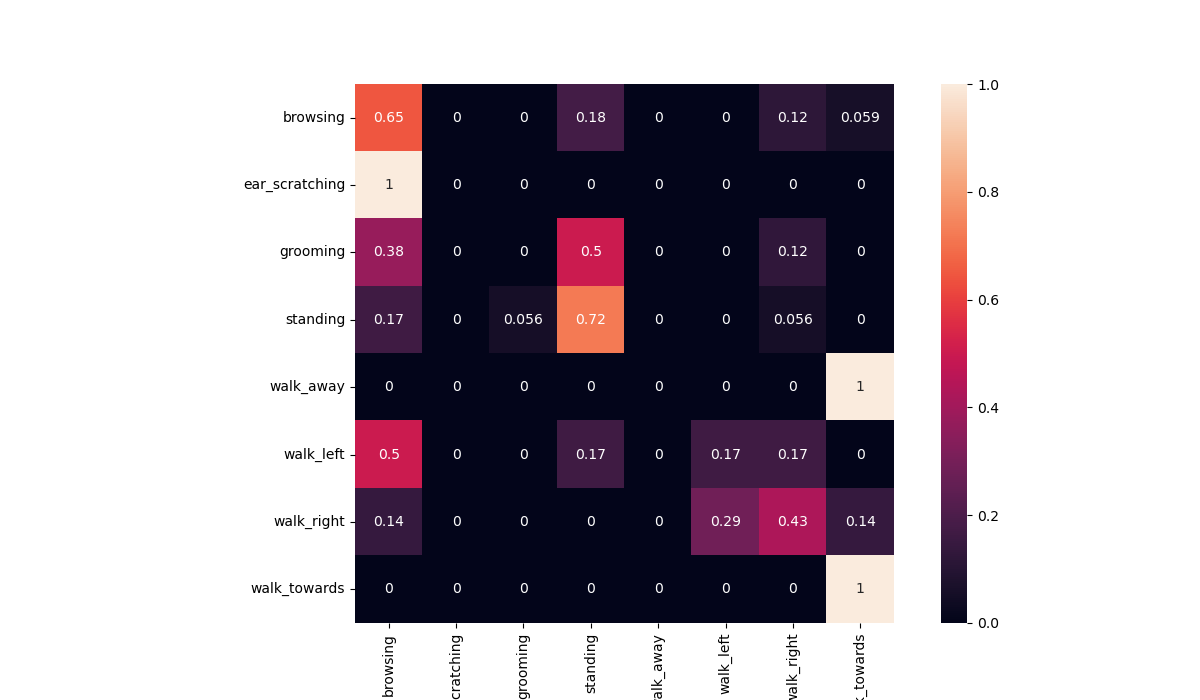 browsing 0.65 0 0 0.18 0 0 0.12 0.059
ear_scratching 1 0 0 0 0 0 0 0
grooming 0.38 0 0 0.5 0 0 0.12 0
standing 0.17 0 0.056 0.72 0 0 0.056 0
walk_away 0 0 0 0 0 0 0 1
walk_left 0.5 0 0 0.17 0 0.17 0.17 0
walk_right 0.14 0 0 0 0 0.29 0.43 0.14
walk_towards 0 0 0 0 0 0 0 1
browsing
cratching
grooming
standing
alk_away
walk_left
walk_right
k_towards
1.0
0.8
0.6
0.4
0.2
0.0